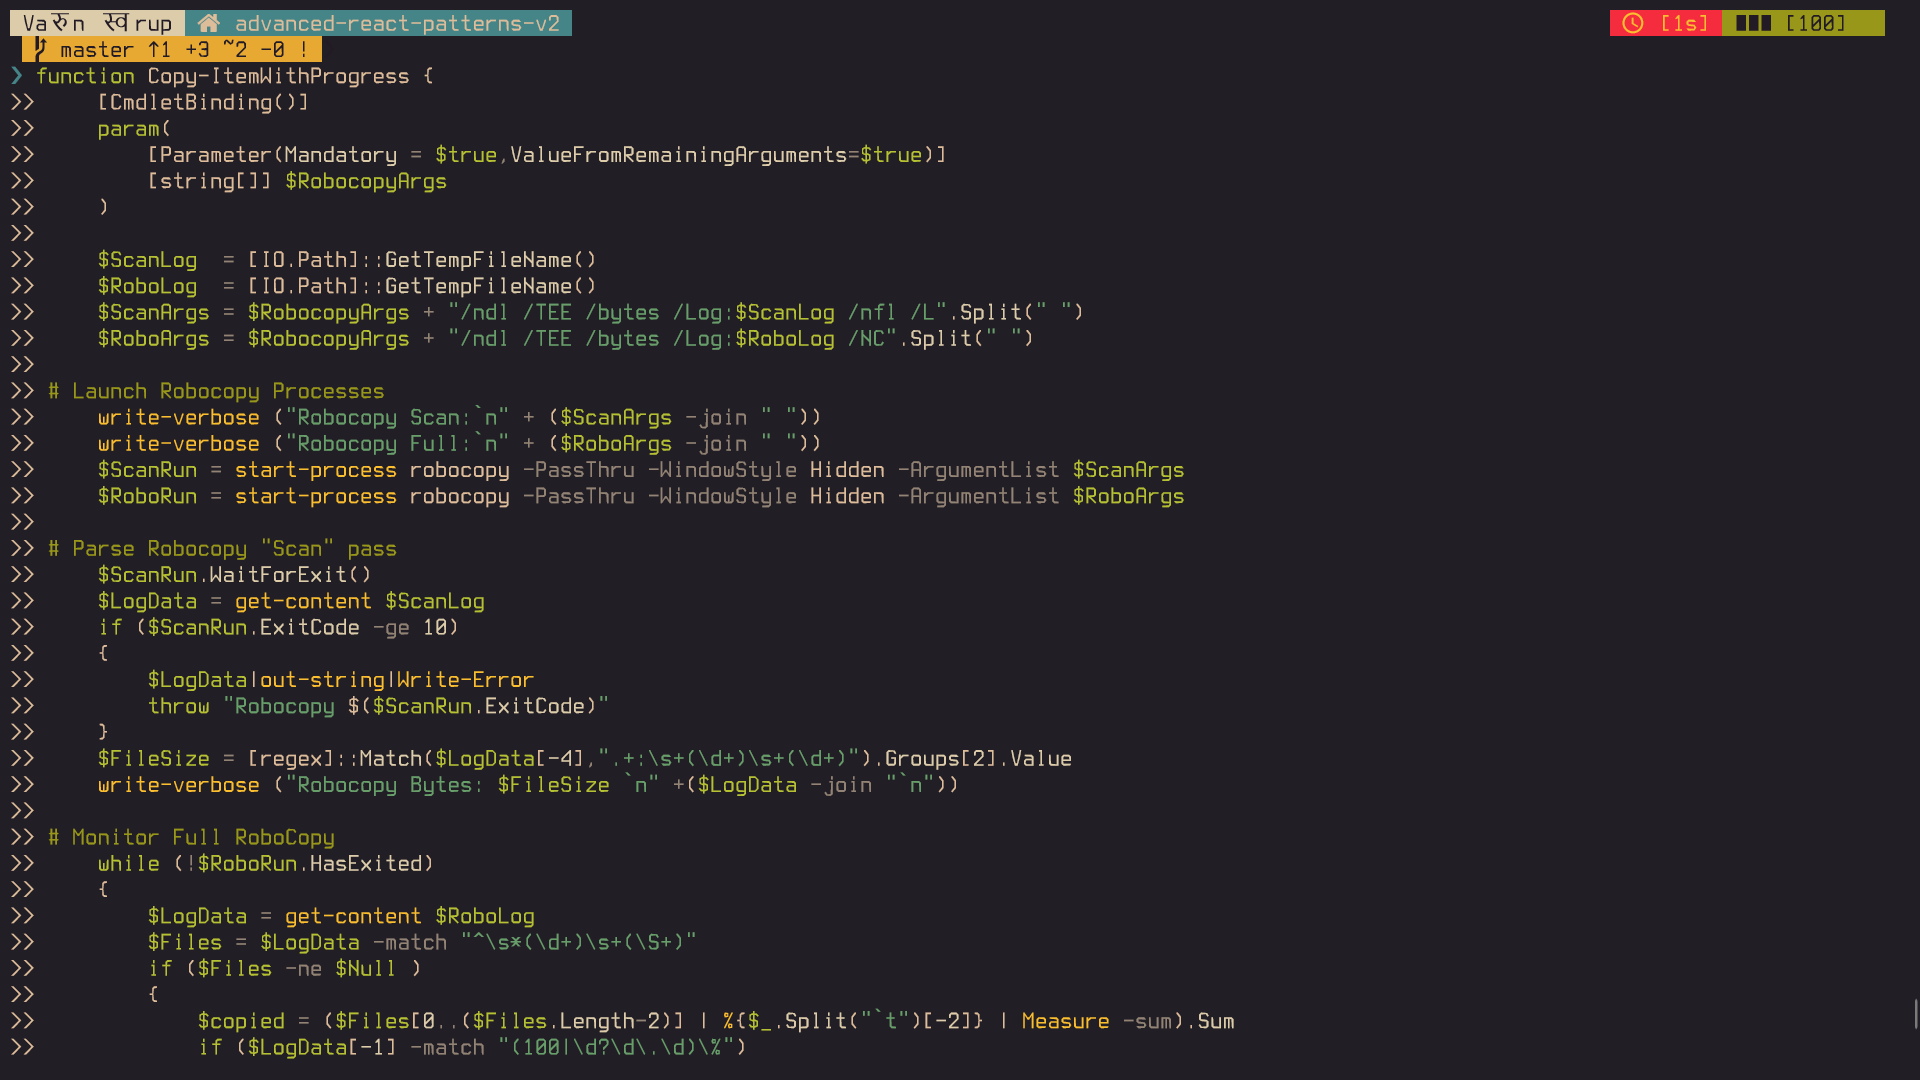 Vaरुn स्वrup advanced-react-patterns-v2 [1s] [100]
master ↑1 +3 ~2 -0 !
❯ function Copy-ItemWithProgress {
>>     [CmdletBinding()]
>>     param(
>>         [Parameter(Mandatory = $true,ValueFromRemainingArguments=$true)]
>>         [string[]] $RobocopyArgs
>>     )
>>
>>     $ScanLog  = [IO.Path]::GetTempFileName()
>>     $RoboLog  = [IO.Path]::GetTempFileName()
>>     $ScanArgs = $RobocopyArgs + "/ndl /TEE /bytes /Log:$ScanLog /nfl /L".Split(" ")
>>     $RoboArgs = $RobocopyArgs + "/ndl /TEE /bytes /Log:$RoboLog /NC".Split(" ")
>>
>> # Launch Robocopy Processes
>>     write-verbose ("Robocopy Scan:`n" + ($ScanArgs -join " "))
>>     write-verbose ("Robocopy Full:`n" + ($RoboArgs -join " "))
>>     $ScanRun = start-process robocopy -PassThru -WindowStyle Hidden -ArgumentList $ScanArgs
>>     $RoboRun = start-process robocopy -PassThru -WindowStyle Hidden -ArgumentList $RoboArgs
>>
>> # Parse Robocopy "Scan" pass
>>     $ScanRun.WaitForExit()
>>     $LogData = get-content $ScanLog
>>     if ($ScanRun.ExitCode -ge 10)
>>     {
>>         $LogData|out-string|Write-Error
>>         throw "Robocopy $($ScanRun.ExitCode)"
>>     }
>>     $FileSize = [regex]::Match($LogData[-4],".+:\s+(\d+)\s+(\d+)").Groups[2].Value
>>     write-verbose ("Robocopy Bytes: $FileSize `n" +($LogData -join "`n"))
>>
>> # Monitor Full RoboCopy
>>     while (!$RoboRun.HasExited)
>>     {
>>         $LogData = get-content $RoboLog
>>         $Files = $LogData -match "^\s*(\d+)\s+(\S+)"
>>         if ($Files -ne $Null )
>>         {
>>             $copied = ($Files[0..($Files.Length-2)] | %{$_.Split("`t")[-2]} | Measure -sum).Sum
>>             if ($LogData[-1] -match "(100|\d?\d\.\d)\%")